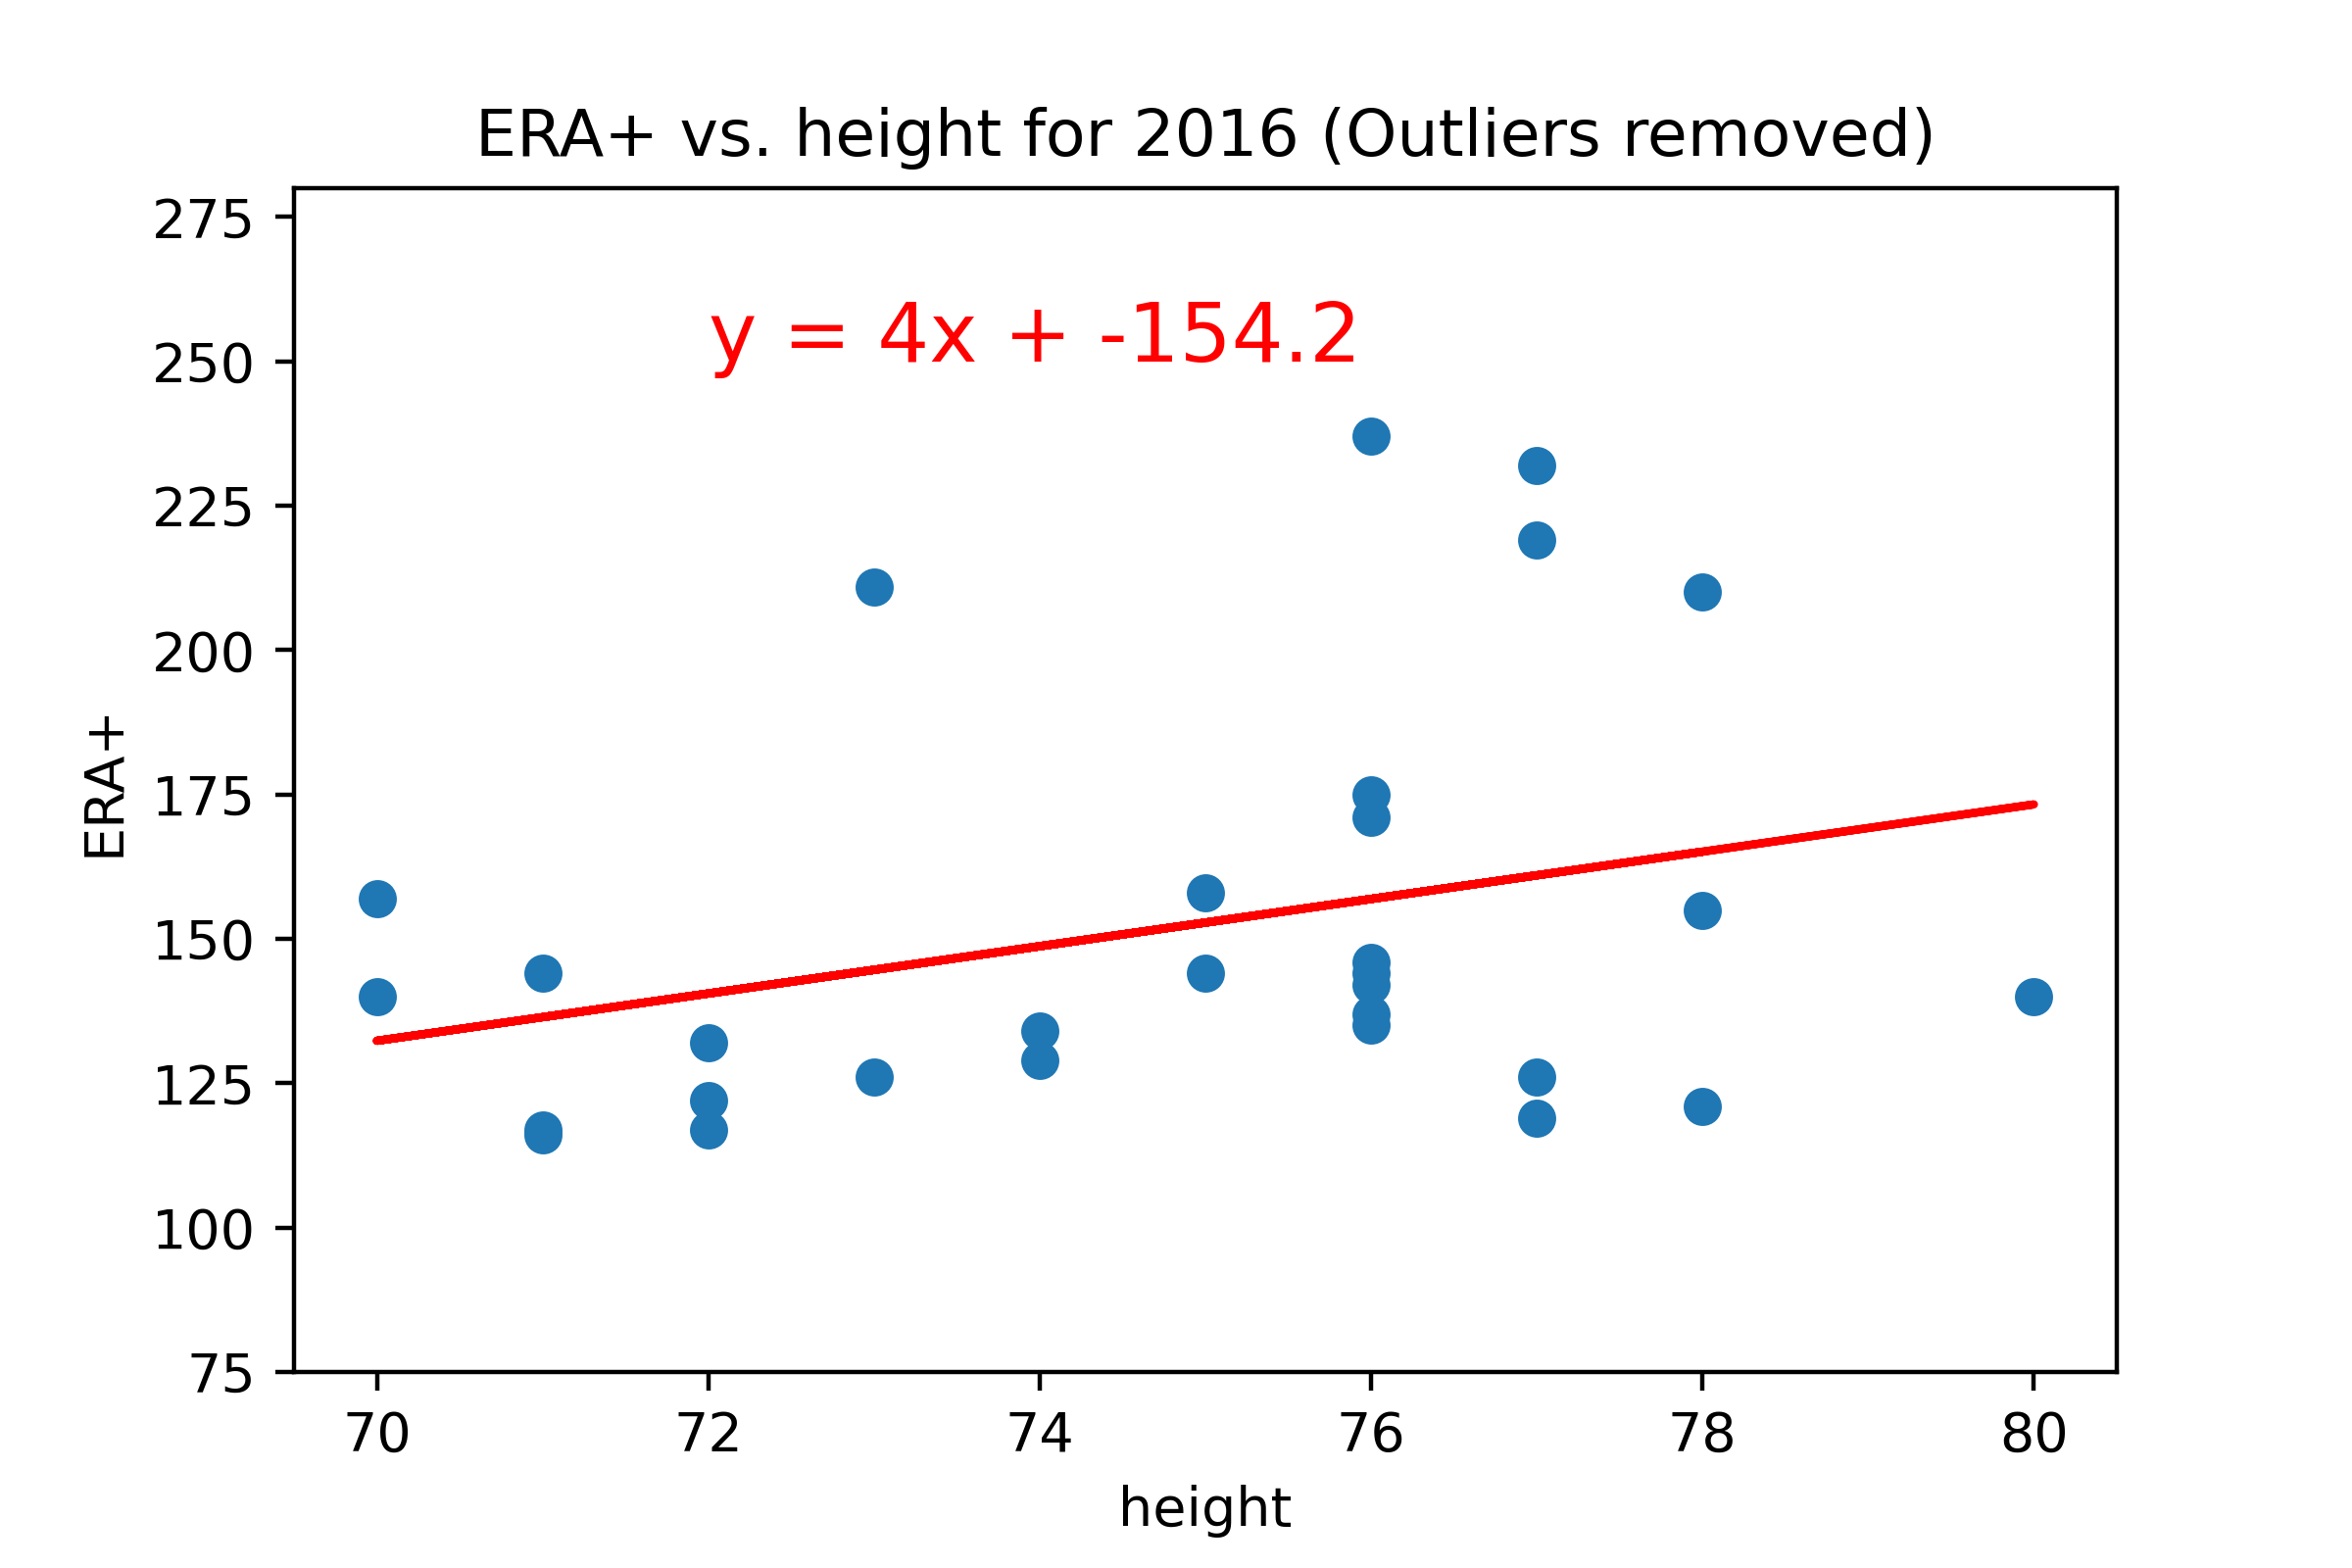 ERA+ vs. height for 2016 (Outliers removed)
275
y = 4x + -154.2
250
225
200
ERA+
175
150
125
100
75
70 72 74 76 78 80
height